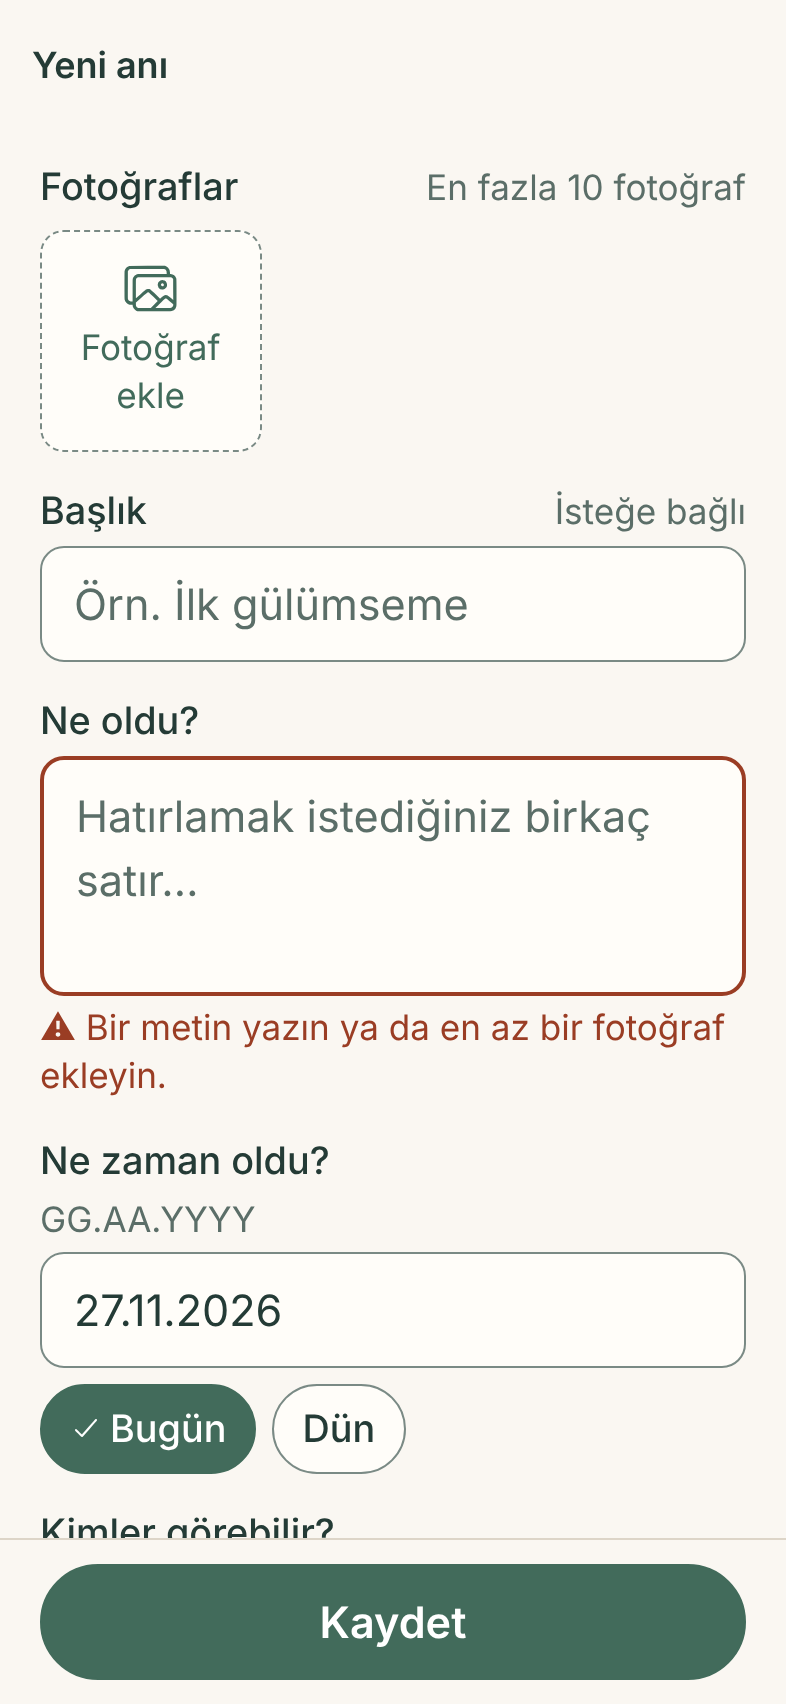 Yeni anı
Fotoğraflar
En fazla 10 fotoğraf
Fotoğraf
ekle
Başlık
İsteğe bağlı
Örn. İlk gülümseme
Ne oldu?
Hatırlamak istediğiniz birkaç
satır...
Bir metin yazın ya da en az bir fotoğraf
ekleyin.
Ne zaman oldu?
GG.AA.YYYY
27.11.2026
Bugün
Dün
Kimler görebilir?
Kaydet